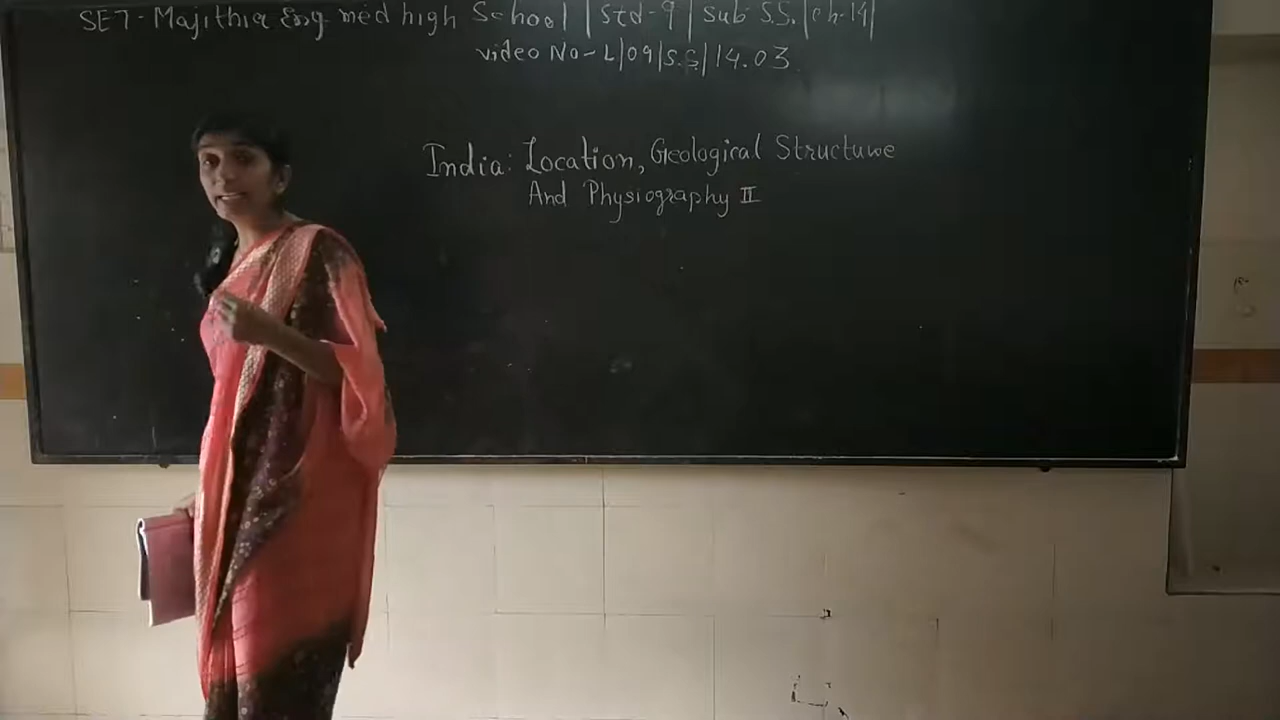 SET - Majithia Eng med high School | Std - 9 | Sub S.S. | ch-14 |
video No - L|09|S.S|14.03
India: Location, Geological Structure
And Physiography II